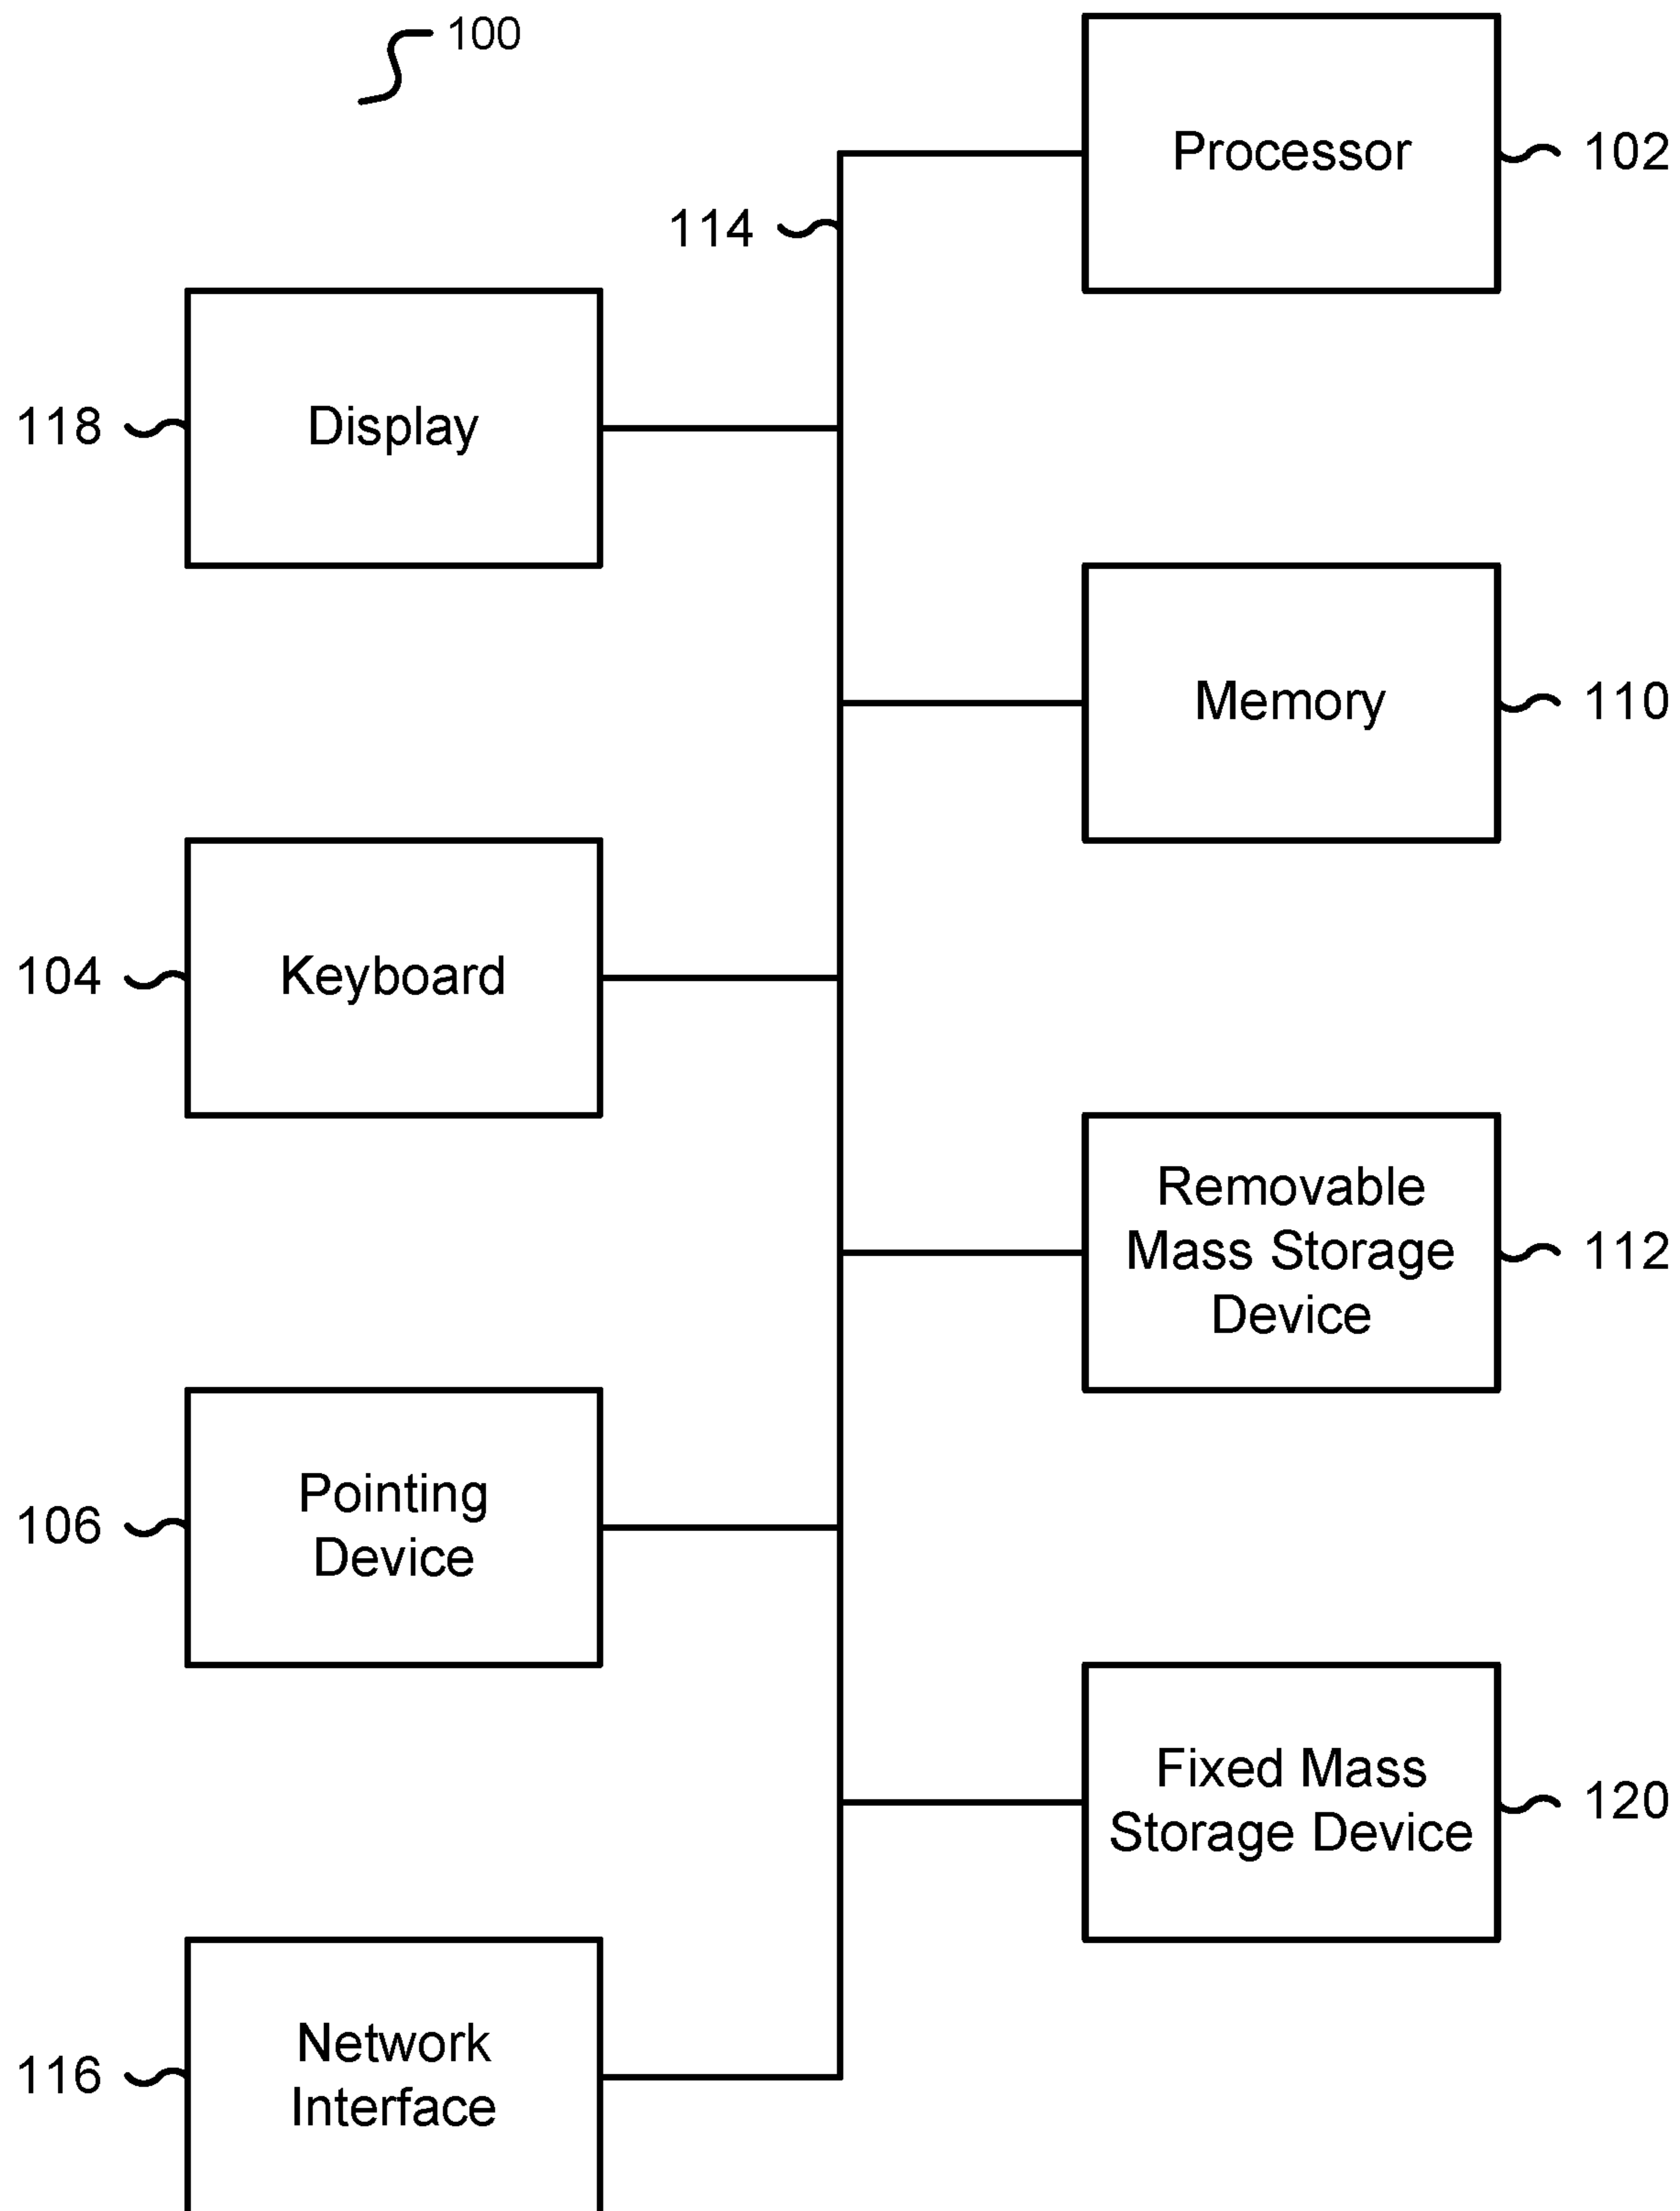 100
Processor
102
114
118
Display
Memory
110
104
Keyboard
Removable
Mass Storage
Device
112
106
Pointing
Device
Fixed Mass
Storage Device
120
116
Network
Interface